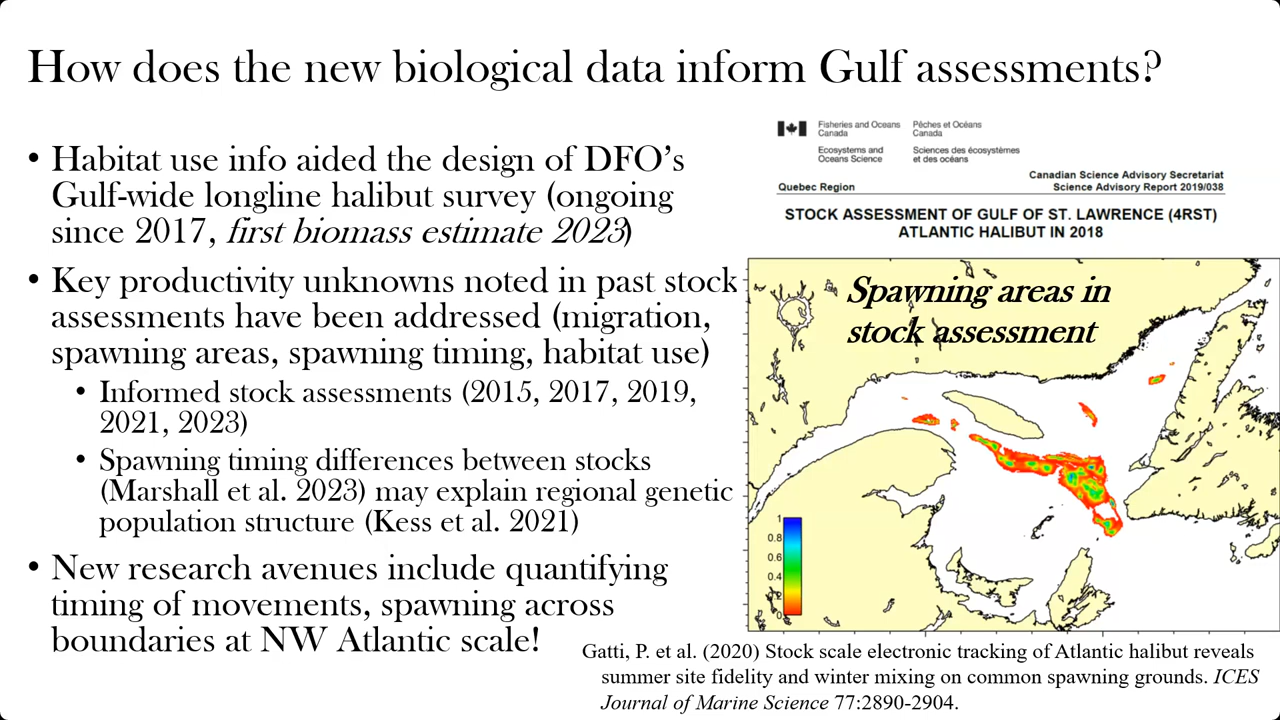 How does the new biological data inform Gulf assessments?
• Habitat use info aided the design of DFO’s
Gulf-wide longline halibut survey (ongoing
since 2017, first biomass estimate 2023)
• Key productivity unknowns noted in past stock
assessments have been addressed (migration,
spawning areas, spawning timing, habitat use)
• Informed stock assessments (2015, 2017, 2019,
2021, 2023)
• Spawning timing differences between stocks
(Marshall et al. 2023) may explain regional genetic
population structure (Kess et al. 2021)
• New research avenues include quantifying
timing of movements, spawning across
boundaries at NW Atlantic scale!
Fisheries and Oceans
Canada
Pêches et Océans
Canada
Ecosystems and
Oceans Science
Sciences des écosystèmes
et des océans
Canadian Science Advisory Secretariat
Quebec Region
Science Advisory Report 2019/038
STOCK ASSESSMENT OF GULF OF ST. LAWRENCE (4RST)
ATLANTIC HALIBUT IN 2018
Spawning areas in
stock assessment
1
0.8
0.6
0.4
0.2
0
Gatti, P. et al. (2020) Stock scale electronic tracking of Atlantic halibut reveals
summer site fidelity and winter mixing on common spawning grounds. ICES
Journal of Marine Science 77:2890-2904.